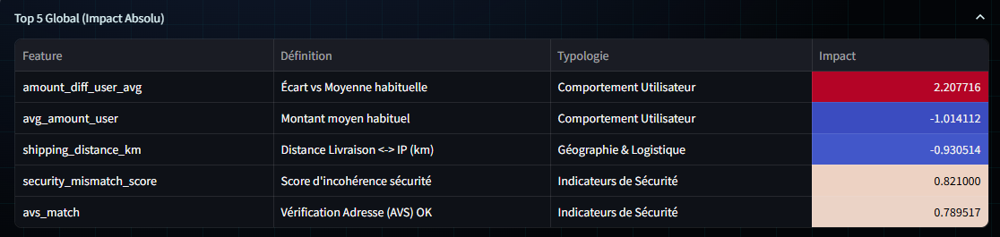 Top 5 Global (Impact Absolu)
Feature Définition Typologie Impact
amount_diff_user_avg Écart vs Moyenne habituelle Comportement Utilisateur 2.207716
avg_amount_user Montant moyen habituel Comportement Utilisateur -1.014112
shipping_distance_km Distance Livraison <-> IP (km) Géographie & Logistique -0.930514
security_mismatch_score Score d'incohérence sécurité Indicateurs de Sécurité 0.821000
avs_match Vérification Adresse (AVS) OK Indicateurs de Sécurité 0.789517